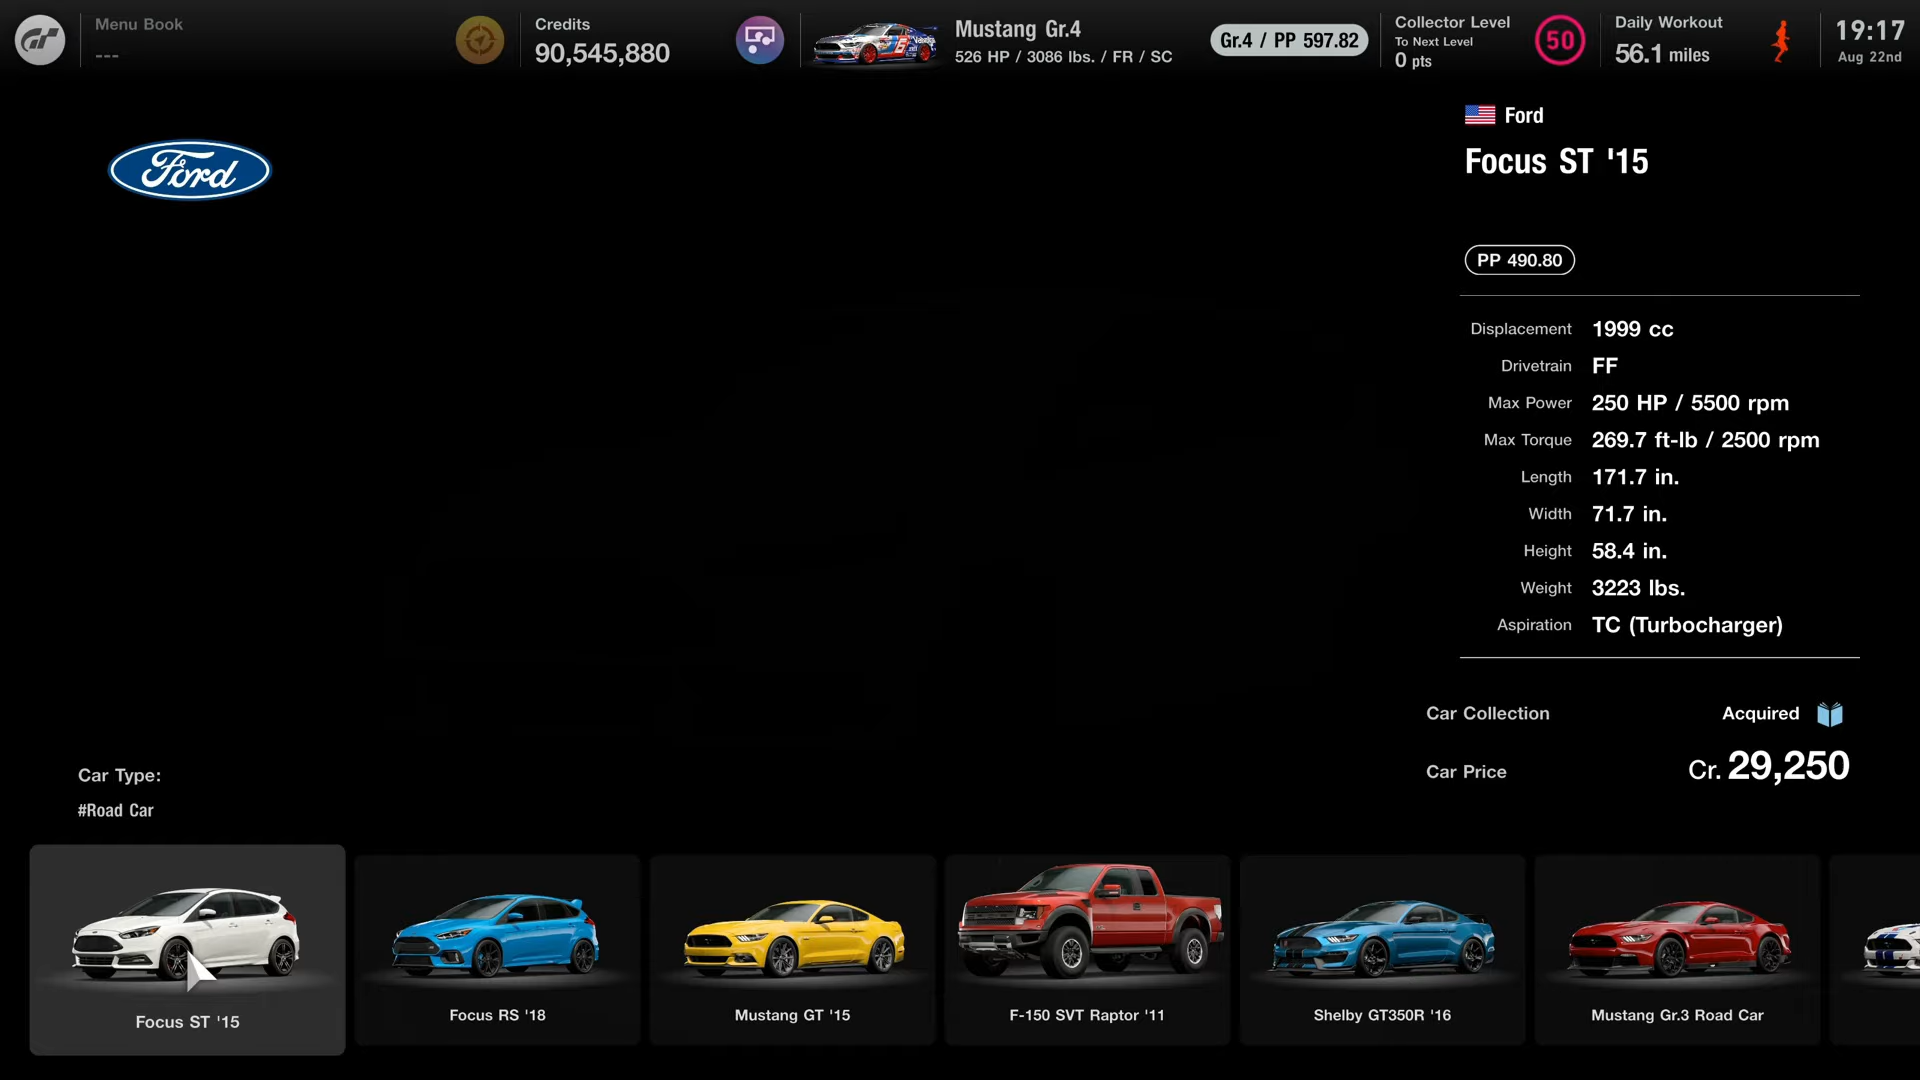 Menu Book
---
Credits
90,545,880
Mustang Gr.4
526 HP / 3086 lbs. / FR / SC
Gr.4 / PP 597.82
Collector Level
To Next Level
0 pts
50
Daily Workout
56.1 miles
19:17
Aug 22nd
Ford
Ford
Focus ST '15
PP 490.80
Displacement 1999 cc
Drivetrain FF
Max Power 250 HP / 5500 rpm
Max Torque 269.7 ft-lb / 2500 rpm
Length 171.7 in.
Width 71.7 in.
Height 58.4 in.
Weight 3223 lbs.
Aspiration TC (Turbocharger)
Car Collection Acquired
Car Price Cr. 29,250
Car Type:
#Road Car
Focus ST '15
Focus RS '18
Mustang GT '15
F-150 SVT Raptor '11
Shelby GT350R '16
Mustang Gr.3 Road Car